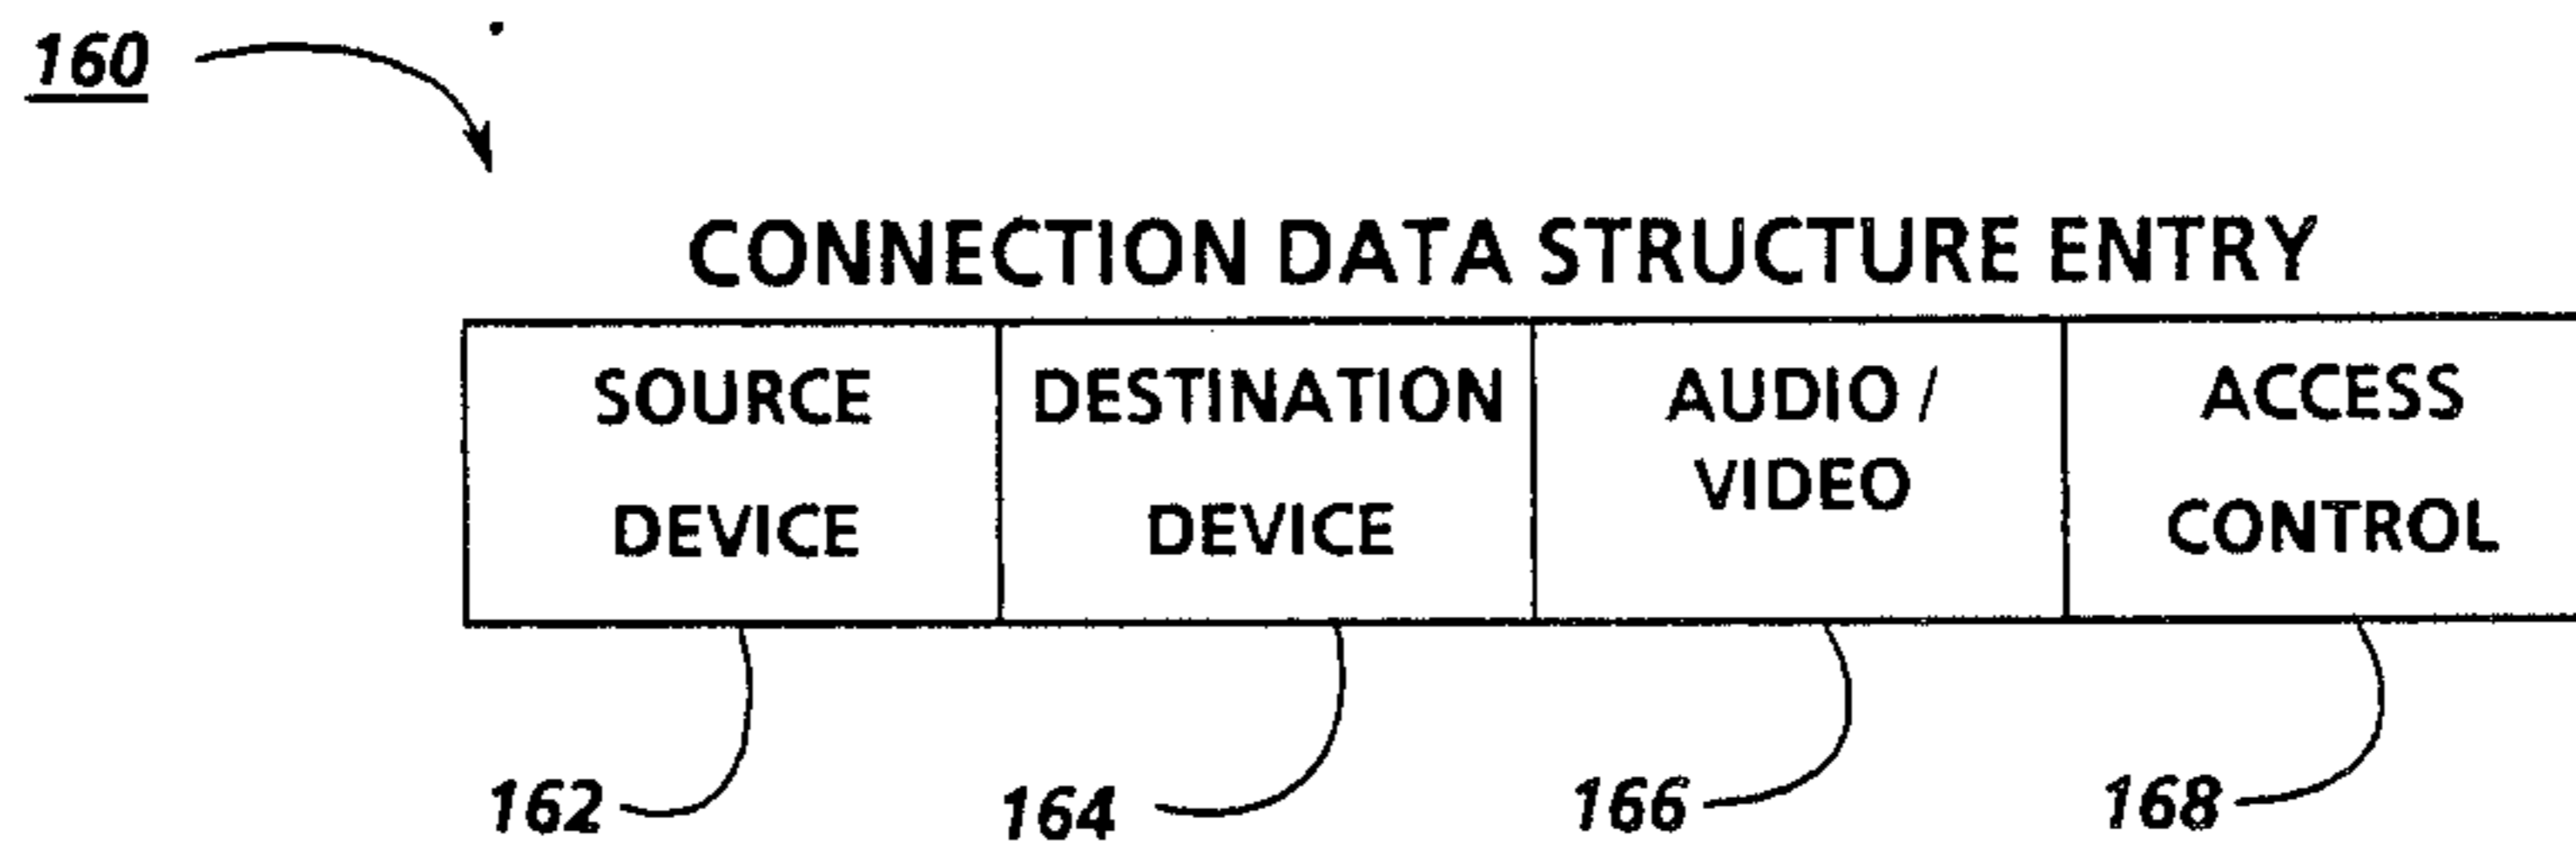 160
CONNECTION DATA STRUCTURE ENTRY
SOURCE
DEVICE
DESTINATION
DEVICE
AUDIO /
VIDEO
ACCESS
CONTROL
162
164
166
168